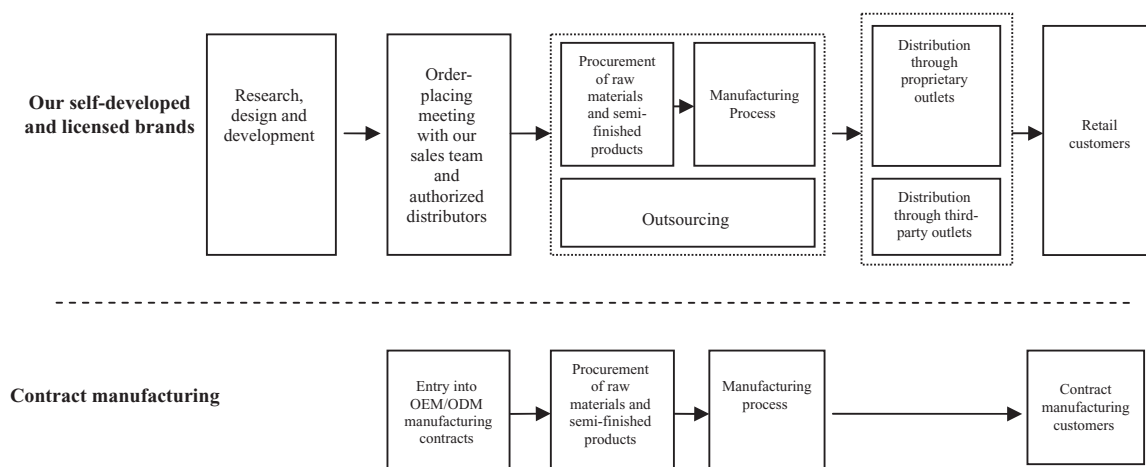 Our self-developed
and licensed brands
Research,
design and
development
Order-
placing
meeting
with our
sales team
and
authorized
distributors
Procurement
of raw
materials
and semi-
finished
products
Manufacturing
Process
Outsourcing
Distribution
through
proprietary
outlets
Distribution
through third-
party outlets
Retail
customers
Contract manufacturing
Entry into
OEM/ODM
manufacturing
contracts
Procurement
of raw
materials and
semi-finished
products
Manufacturing
process
Contract
manufacturing
customers